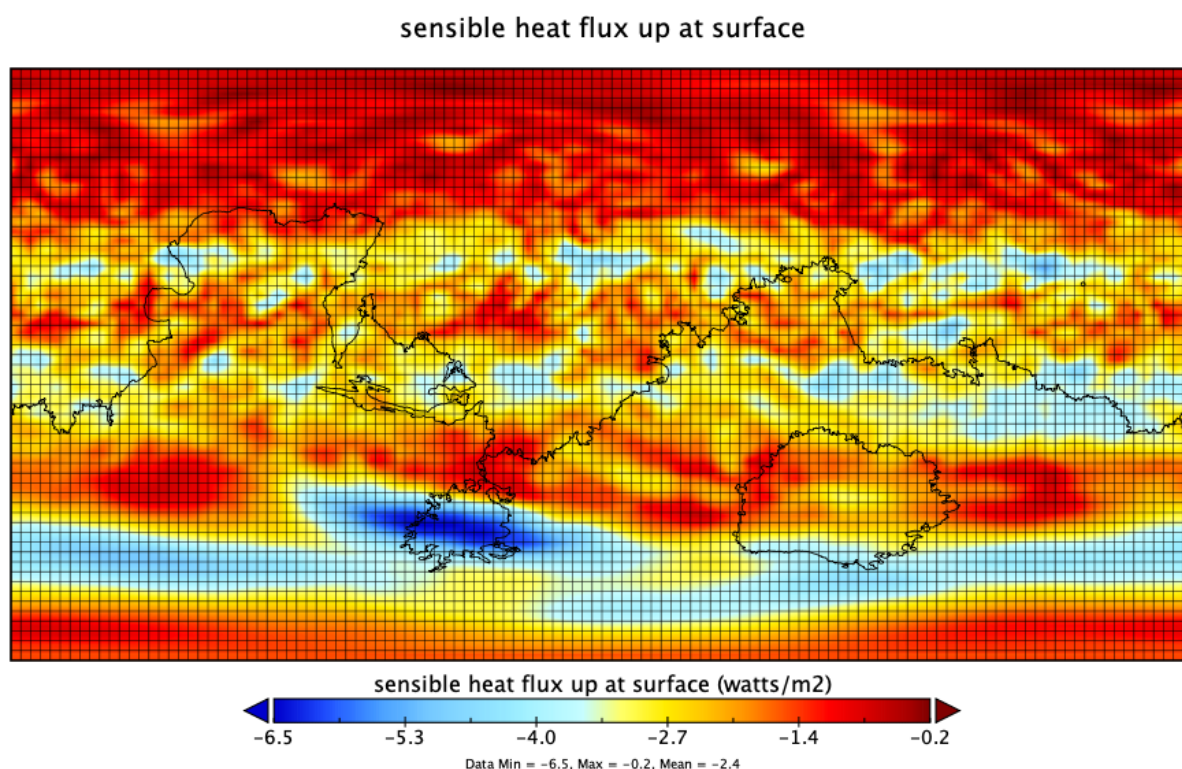 sensible heat flux up at surface
sensible heat flux up at surface (watts/m2)
−6.5 −5.3 −4.0 −2.7 −1.4 −0.2
Data Min = −6.5, Max = −0.2, Mean = −2.4